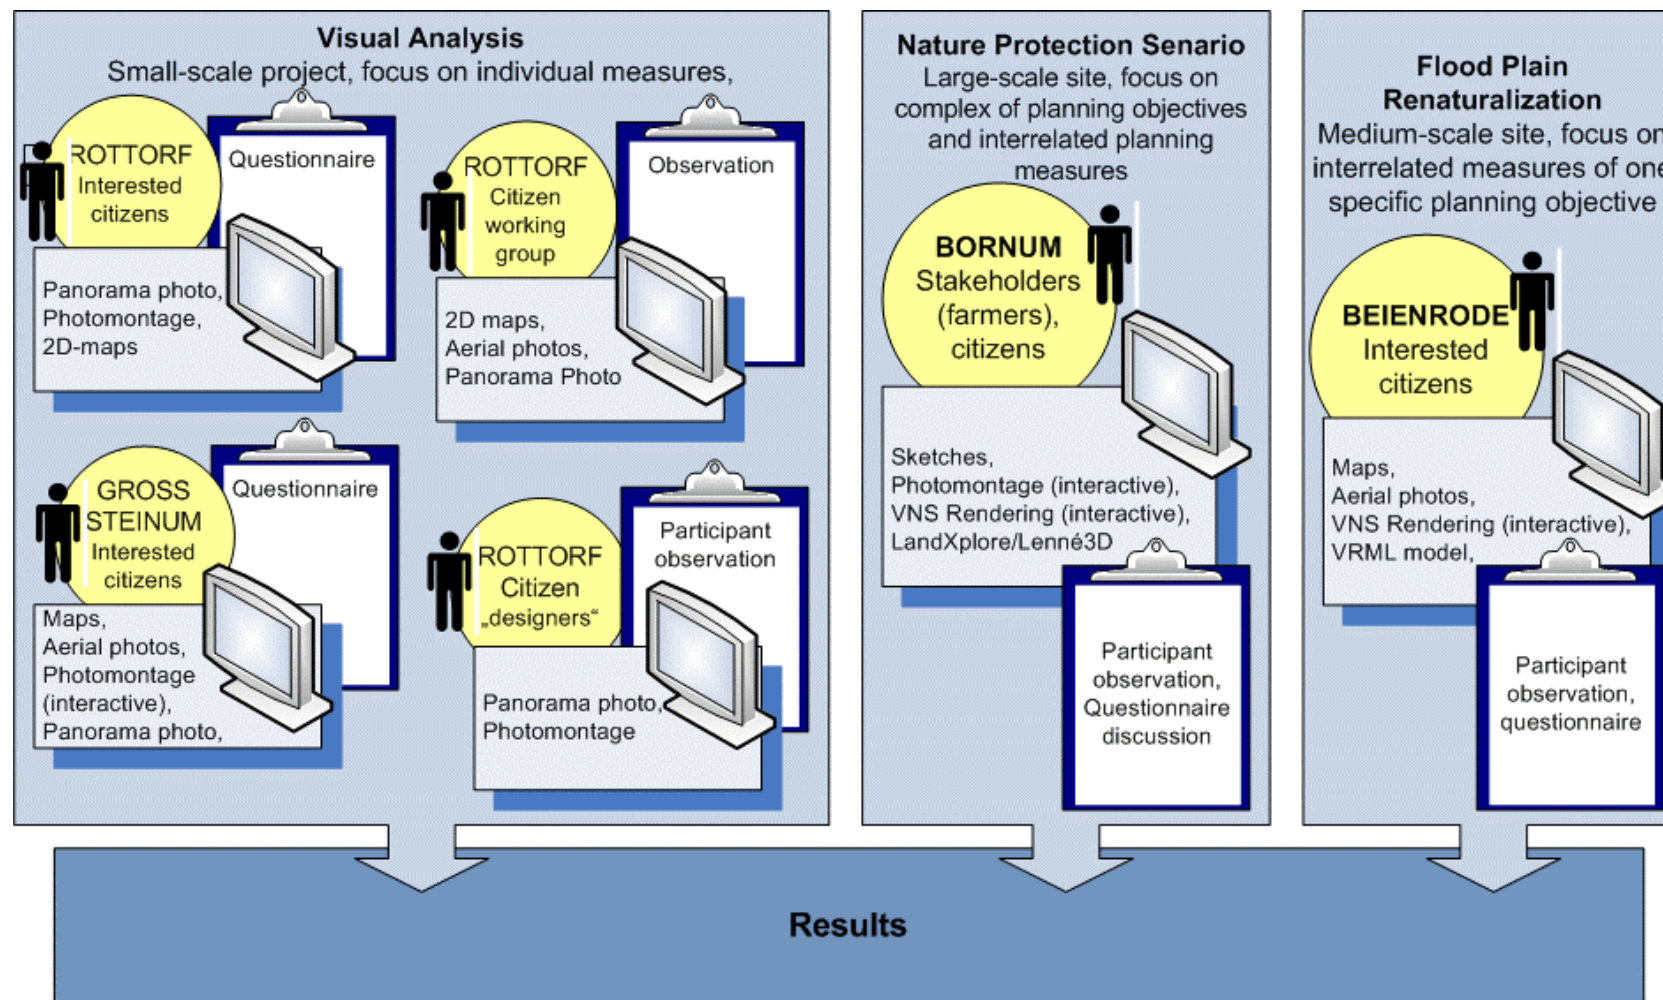 Visual Analysis
Small-scale project, focus on individual measures,
ROTTORF
Interested
citizens
Questionnaire
Panorama photo,
Photomontage,
2D-maps
ROTTORF
Citizen
working
group
Observation
2D maps,
Aerial photos,
Panorama Photo
GROSS
STEINUM
Interested
citizens
Questionnaire
Maps,
Aerial photos,
Photomontage
(interactive),
Panorama photo,
ROTTORF
Citizen
„designers“
Participant
observation
Panorama photo,
Photomontage
Nature Protection Senario
Large-scale site, focus on
complex of planning objectives
and interrelated planning
measures
BORNUM
Stakeholders
(farmers),
citizens
Sketches,
Photomontage (interactive),
VNS Rendering (interactive),
LandXplore/Lenné3D
Participant
observation,
Questionnaire
discussion
Flood Plain
Renaturalization
Medium-scale site, focus on
interrelated measures of one
specific planning objective
BEIENRODE
Interested
citizens
Maps,
Aerial photos,
VNS Rendering (interactive),
VRML model,
Participant
observation,
questionnaire
Results